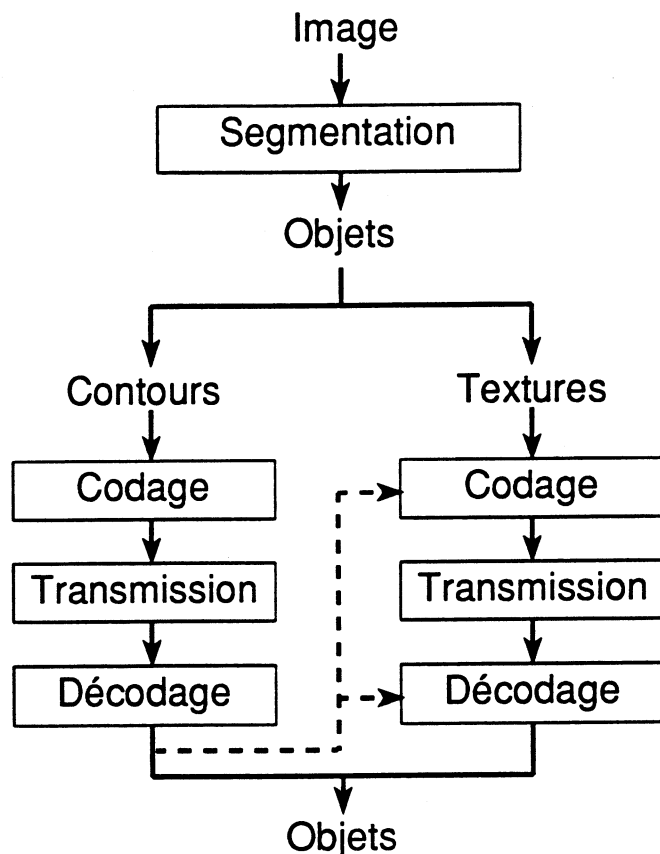 Image
Segmentation
Objets
Contours
Textures
Codage
Codage
Transmission
Transmission
Décodage
Décodage
Objets